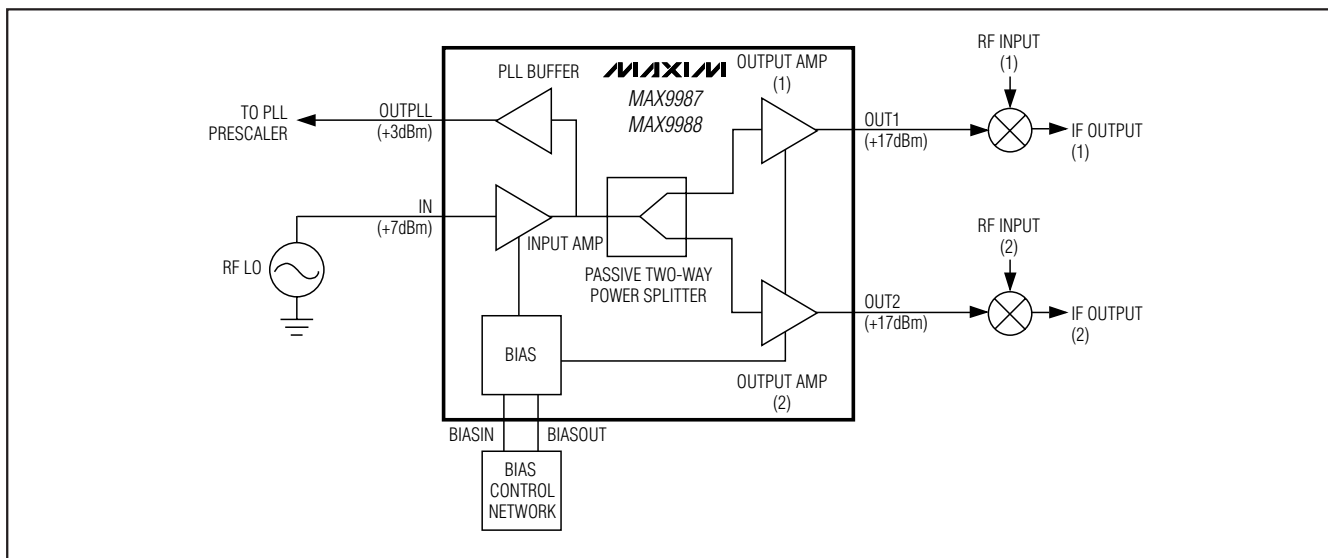 PLL BUFFER
MAXIM
MAX9987
MAX9988
OUTPUT AMP
(1)
RF INPUT
(1)
TO PLL
PRESCALER
OUTPLL
(+3dBm)
OUT1
(+17dBm)
IF OUTPUT
(1)
IN
(+7dBm)
INPUT AMP
RF LO
PASSIVE TWO-WAY
POWER SPLITTER
RF INPUT
(2)
OUT2
(+17dBm)
IF OUTPUT
(2)
BIAS
OUTPUT AMP
(2)
BIASIN
BIASOUT
BIAS
CONTROL
NETWORK